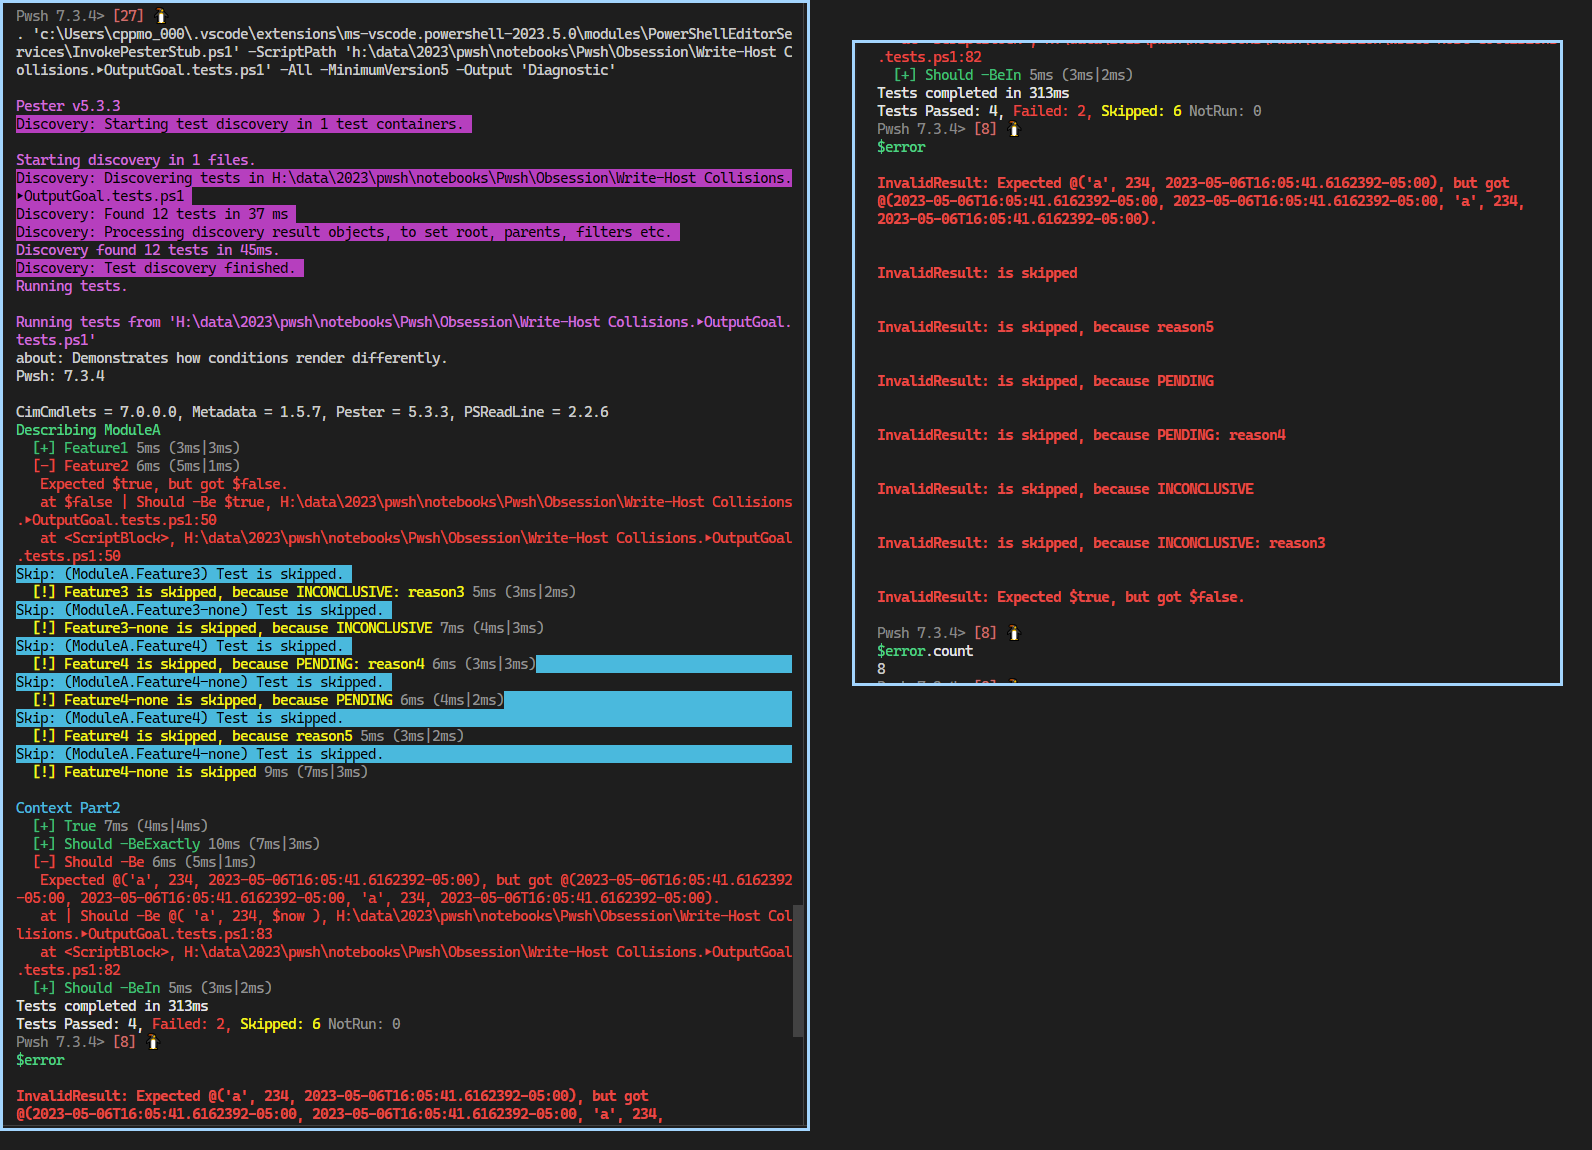 Pwsh 7.3.4> [27] 🐧
. 'c:\Users\cppmo_000\.vscode\extensions\ms-vscode.powershell-2023.5.0\modules\PowerShellEditorSe
rvices\InvokePesterStub.ps1' -ScriptPath 'h:\data\2023\pwsh\notebooks\Pwsh\Obsession\Write-Host C
ollisions.‣OutputGoal.tests.ps1' -All -MinimumVersion5 -Output 'Diagnostic'
Pester v5.3.3
Discovery: Starting test discovery in 1 test containers.
Starting discovery in 1 files.
Discovery: Discovering tests in H:\data\2023\pwsh\notebooks\Pwsh\Obsession\Write-Host Collisions.
‣OutputGoal.tests.ps1
Discovery: Found 12 tests in 37 ms
Discovery: Processing discovery result objects, to set root, parents, filters etc.
Discovery found 12 tests in 45ms.
Discovery: Test discovery finished.
Running tests.
Running tests from 'H:\data\2023\pwsh\notebooks\Pwsh\Obsession\Write-Host Collisions.‣OutputGoal.
tests.ps1'
about: Demonstrates how conditions render differently.
Pwsh: 7.3.4
CimCmdlets = 7.0.0.0, Metadata = 1.5.7, Pester = 5.3.3, PSReadLine = 2.2.6
Describing ModuleA
[+] Feature1 5ms (3ms|3ms)
[-] Feature2 6ms (5ms|1ms)
Expected $true, but got $false.
at $false | Should -Be $true, H:\data\2023\pwsh\notebooks\Pwsh\Obsession\Write-Host Collisions
.‣OutputGoal.tests.ps1:50
at <ScriptBlock>, H:\data\2023\pwsh\notebooks\Pwsh\Obsession\Write-Host Collisions.‣OutputGoal
.tests.ps1:50
Skip: (ModuleA.Feature3) Test is skipped.
[!] Feature3 is skipped, because INCONCLUSIVE: reason3 5ms (3ms|2ms)
Skip: (ModuleA.Feature3-none) Test is skipped.
[!] Feature3-none is skipped, because INCONCLUSIVE 7ms (4ms|3ms)
Skip: (ModuleA.Feature4) Test is skipped.
[!] Feature4 is skipped, because PENDING: reason4 6ms (3ms|3ms)
Skip: (ModuleA.Feature4-none) Test is skipped.
[!] Feature4-none is skipped, because PENDING 6ms (4ms|2ms)
Skip: (ModuleA.Feature4) Test is skipped.
[!] Feature4 is skipped, because reason5 5ms (3ms|2ms)
Skip: (ModuleA.Feature4-none) Test is skipped.
[!] Feature4-none is skipped 9ms (7ms|3ms)
Context Part2
[+] True 7ms (4ms|4ms)
[+] Should -BeExactly 10ms (7ms|3ms)
[-] Should -Be 6ms (5ms|1ms)
Expected @('a', 234, 2023-05-06T16:05:41.6162392-05:00), but got @(2023-05-06T16:05:41.6162392
-05:00, 2023-05-06T16:05:41.6162392-05:00, 'a', 234, 2023-05-06T16:05:41.6162392-05:00).
at | Should -Be @( 'a', 234, $now ), H:\data\2023\pwsh\notebooks\Pwsh\Obsession\Write-Host Col
lisions.‣OutputGoal.tests.ps1:83
at <ScriptBlock>, H:\data\2023\pwsh\notebooks\Pwsh\Obsession\Write-Host Collisions.‣OutputGoal
.tests.ps1:82
[+] Should -BeIn 5ms (3ms|2ms)
Tests completed in 313ms
Tests Passed: 4, Failed: 2, Skipped: 6 NotRun: 0
Pwsh 7.3.4> [8] 🐧
$error
InvalidResult: Expected @('a', 234, 2023-05-06T16:05:41.6162392-05:00), but got
@(2023-05-06T16:05:41.6162392-05:00, 2023-05-06T16:05:41.6162392-05:00, 'a', 234,
.tests.ps1:82
[+] Should -BeIn 5ms (3ms|2ms)
Tests completed in 313ms
Tests Passed: 4, Failed: 2, Skipped: 6 NotRun: 0
Pwsh 7.3.4> [8] 🐧
$error
InvalidResult: Expected @('a', 234, 2023-05-06T16:05:41.6162392-05:00), but got
@(2023-05-06T16:05:41.6162392-05:00, 2023-05-06T16:05:41.6162392-05:00, 'a', 234,
2023-05-06T16:05:41.6162392-05:00).
InvalidResult: is skipped
InvalidResult: is skipped, because reason5
InvalidResult: is skipped, because PENDING
InvalidResult: is skipped, because PENDING: reason4
InvalidResult: is skipped, because INCONCLUSIVE
InvalidResult: is skipped, because INCONCLUSIVE: reason3
InvalidResult: Expected $true, but got $false.
Pwsh 7.3.4> [8] 🐧
$error.count
8